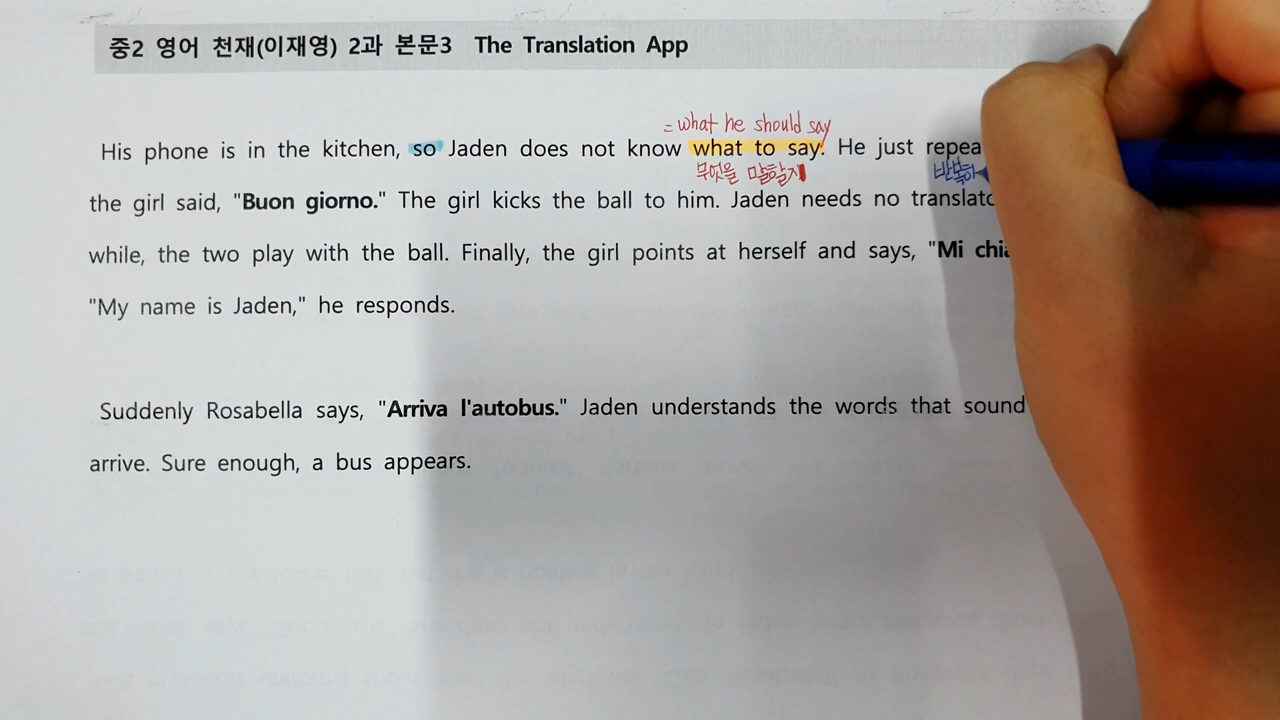 중2 영어 천재(이재영) 2과 본문3 The Translation App
= what he should say
His phone is in the kitchen, so Jaden does not know what to say. He just repea
무엇을 말할지
반복하
the girl said, "Buon giorno." The girl kicks the ball to him. Jaden needs no translato
while, the two play with the ball. Finally, the girl points at herself and says, "Mi chia
"My name is Jaden," he responds.
Suddenly Rosabella says, "Arriva l'autobus." Jaden understands the words that sound
arrive. Sure enough, a bus appears.